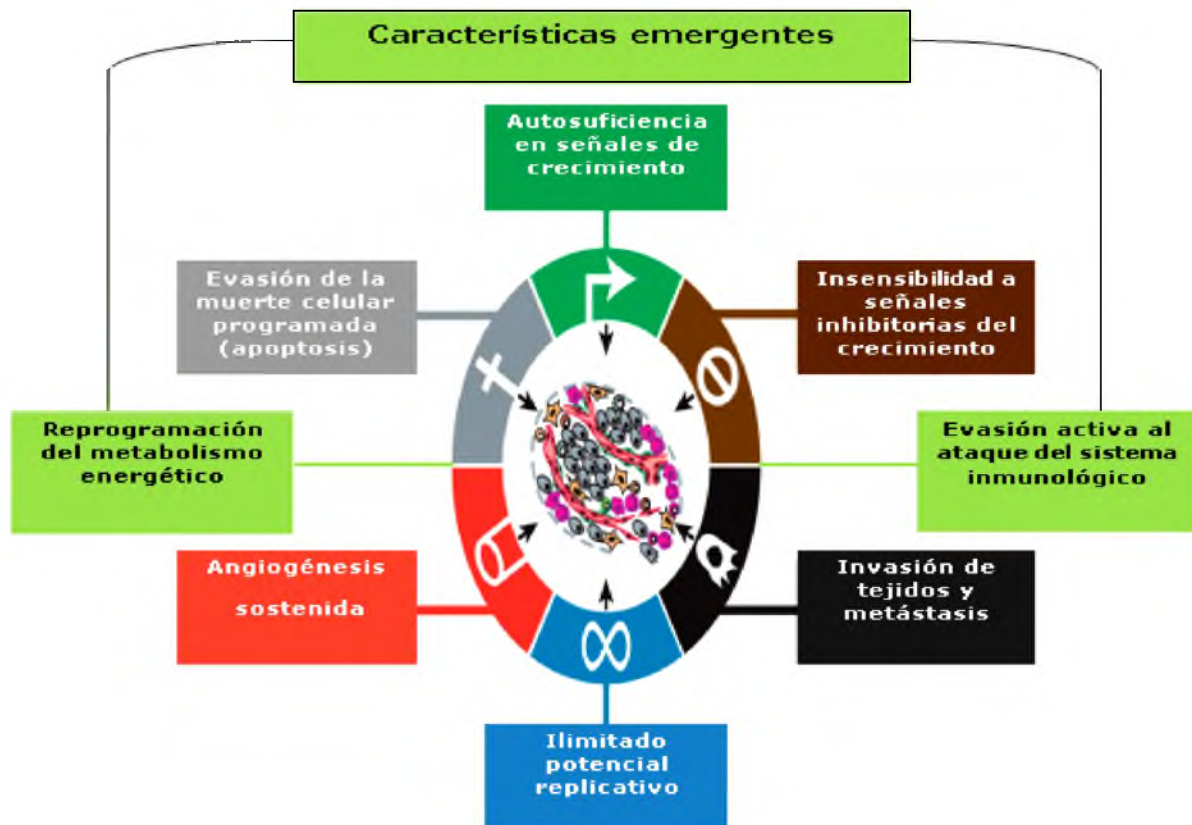 Características emergentes
Autosuficiencia
en señales de
crecimiento
Evasión de la
muerte celular
programada
(apoptosis)
Insensibilidad a
señales
inhibitorias del
crecimiento
Reprogramación
del metabolismo
energético
Evasión activa al
ataque del sistema
inmunológico
Angiogénesis
sostenida
Invasión de
tejidos y
metástasis
Ilimitado
potencial
replicativo